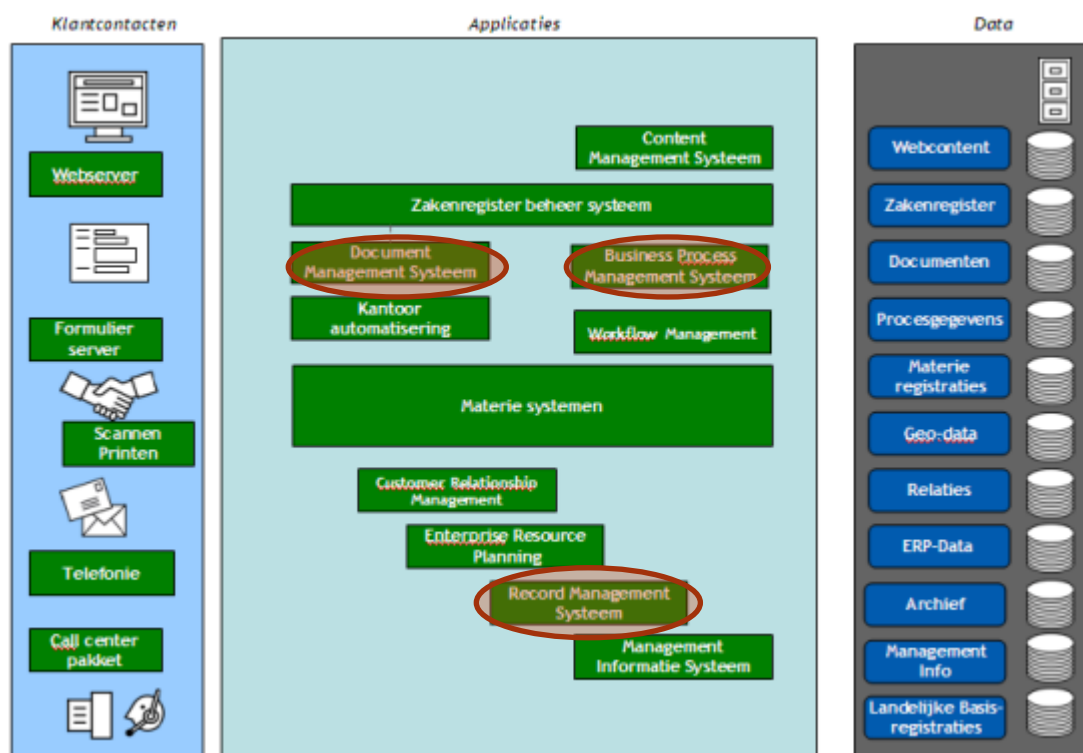 Klantcontacten
Applicaties
Data
Webserver
Formulier
server
Scannen
Printen
Telefonie
Call center
pakket
Content
Management Systeem
Zakenregister beheer systeem
Document
Management Systeem
Business Process
Management Systeem
Kantoor
automatisering
Workflow Management
Materie systemen
Customer Relationship
Management
Enterprise Resource
Planning
Record Management
Systeem
Management
Informatie Systeem
Webcontent
Zakenregister
Documenten
Procesgegevens
Materie
registraties
Geo-data
Relaties
ERP-Data
Archief
Management
Info
Landelijke Basis-
registraties